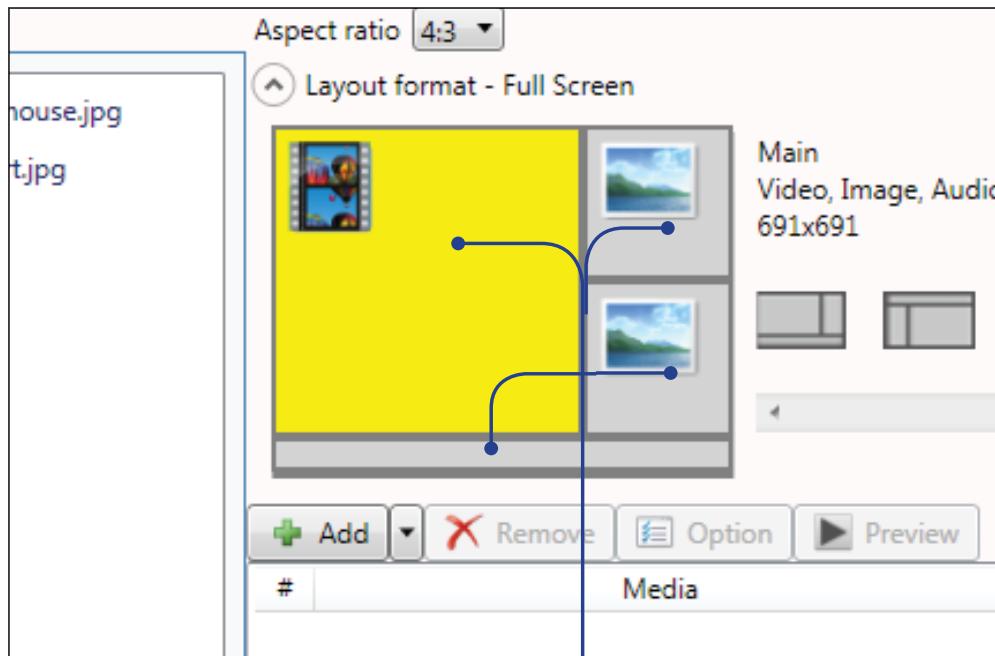 Aspect ratio 4:3
Layout format - Full Screen
house.jpg
t.jpg
Main
Video, Image, Audio
691x691
Add Remove Option Preview
# Media